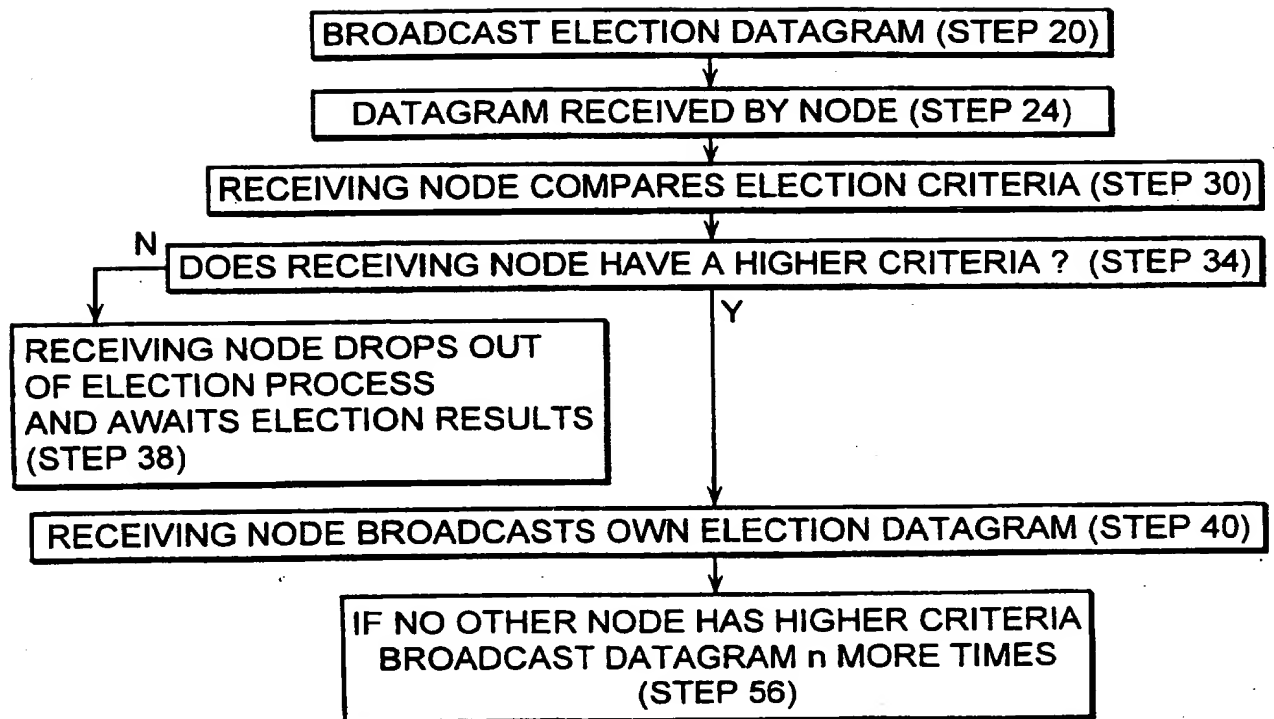 BROADCAST ELECTION DATAGRAM (STEP 20)
DATAGRAM RECEIVED BY NODE (STEP 24)
RECEIVING NODE COMPARES ELECTION CRITERIA (STEP 30)
N
DOES RECEIVING NODE HAVE A HIGHER CRITERIA ? (STEP 34)
Y
RECEIVING NODE DROPS OUT
OF ELECTION PROCESS
AND AWAITS ELECTION RESULTS
(STEP 38)
RECEIVING NODE BROADCASTS OWN ELECTION DATAGRAM (STEP 40)
IF NO OTHER NODE HAS HIGHER CRITERIA
BROADCAST DATAGRAM n MORE TIMES
(STEP 56)